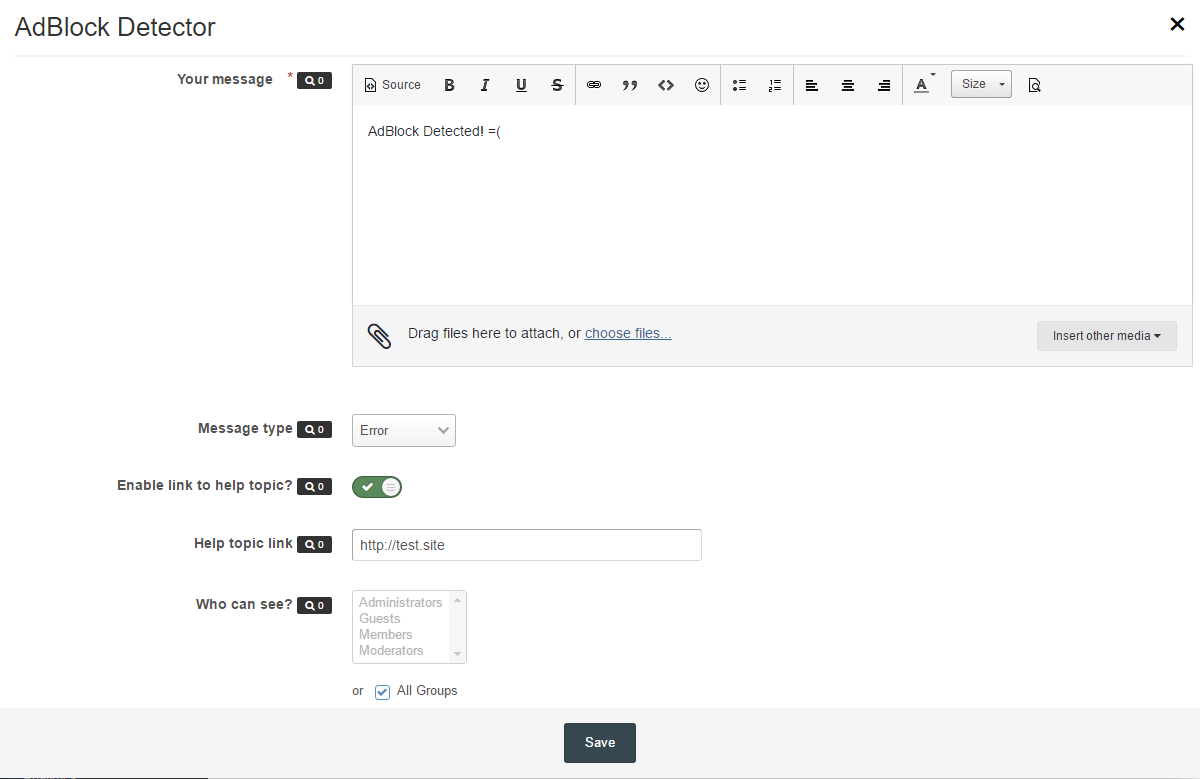 AdBlock Detector
Your message * 0
Source B I U S A Size
AdBlock Detected! =(
Drag files here to attach, or choose files...
Insert other media
Message type 0
Error
Enable link to help topic? 0
Help topic link 0
http://test.site
Who can see? 0
Administrators
Guests
Members
Moderators
or All Groups
Save